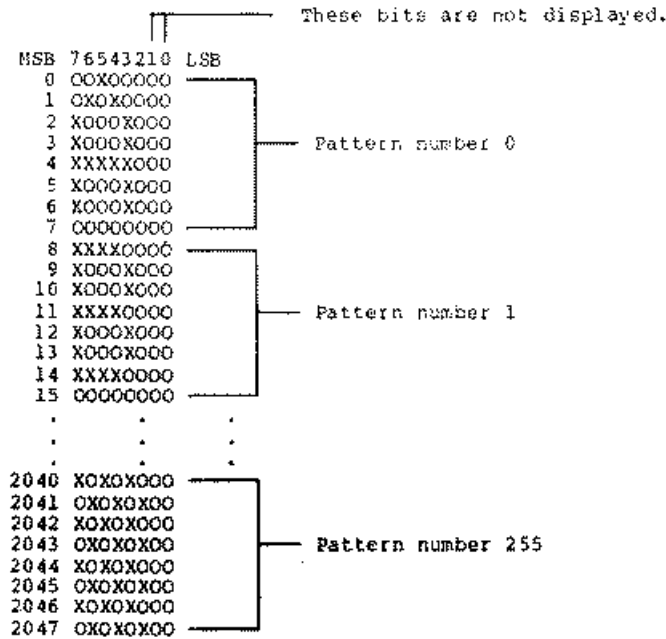 These bits are not displayed.
MSB 76543210 LSB
0 OOXOOOOO
1 OXOXOOOO
2 XOOOXOOO
3 XOOOXOOO Pattern number 0
4 XXXXXOOO
5 XOOOXOOO
6 XOOOXOOO
7 OOOOOOOO
8 XXXXOOOO
9 XOOOXOOO
10 XOOOXOOO
11 XXXXOOOO Pattern number 1
12 XOOOXOOO
13 XOOOXOOO
14 XXXXOOOO
15 OOOOOOOO
. . .
. . .
. . .
2040 XOXOXOOO
2041 OXOXOXOO
2042 XOXOXOOO
2043 OXOXOXOO Pattern number 255
2044 XOXOXOOO
2045 OXOXOXOO
2046 XOXOXOOO
2047 OXOXOXOO